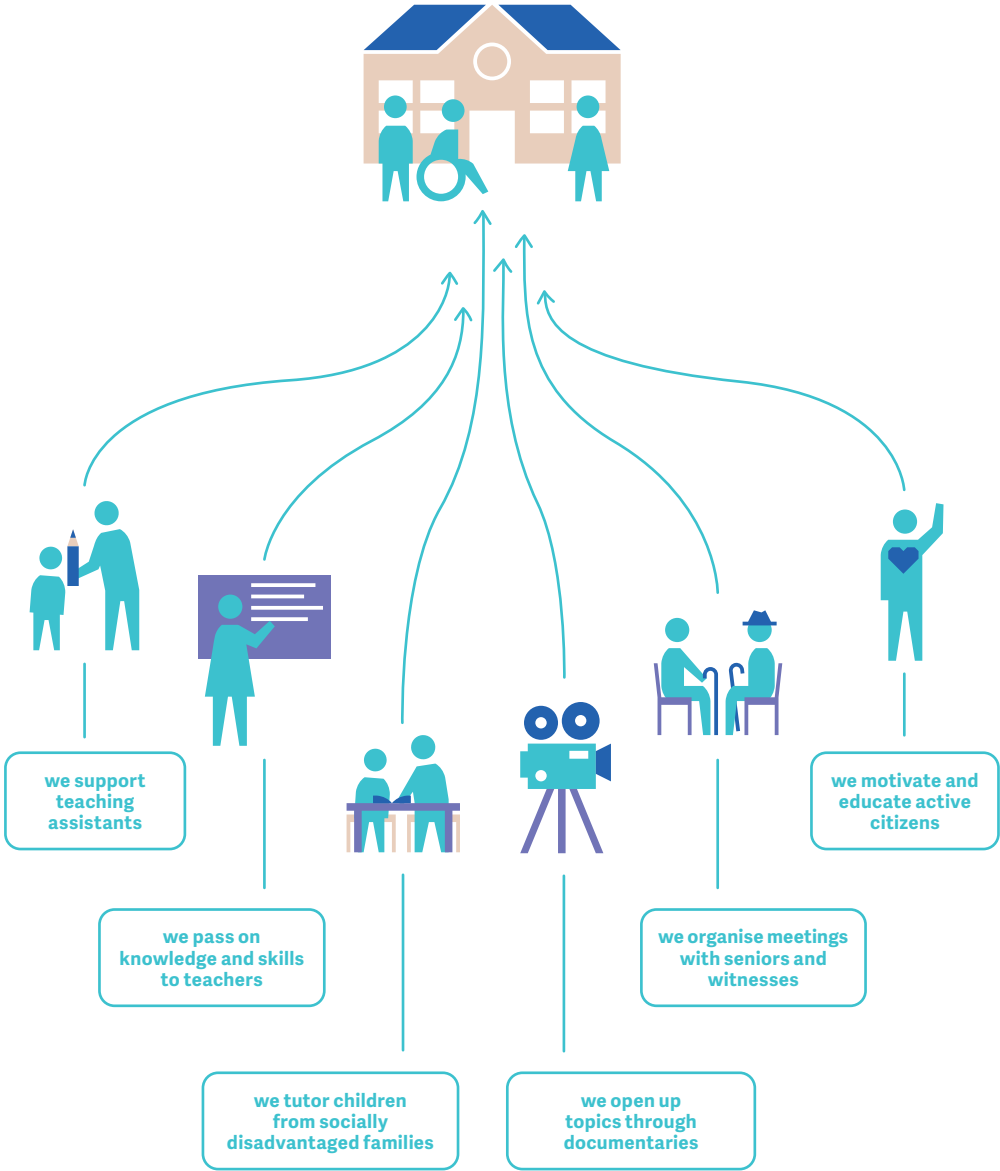 we support
teaching
assistants
we motivate and
educate active
citizens
we pass on
knowledge and skills
to teachers
we organise meetings
with seniors and
witnesses
we tutor children
from socially
disadvantaged families
we open up
topics through
documentaries